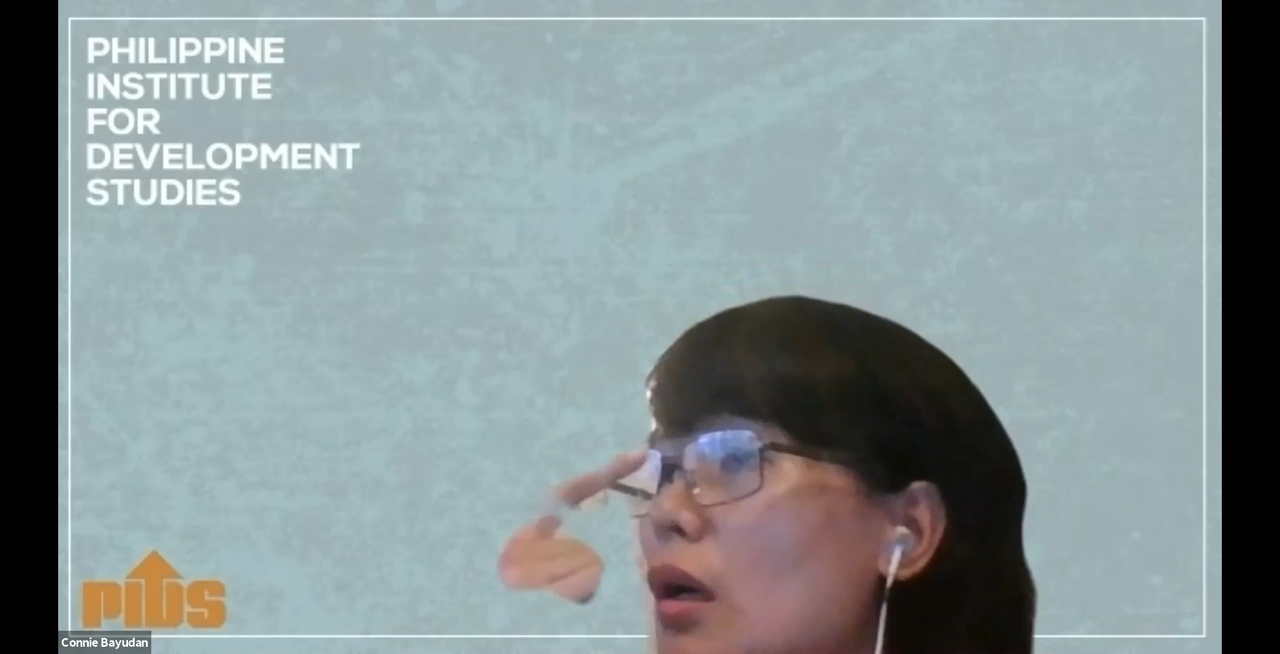 PHILIPPINE
INSTITUTE
FOR
DEVELOPMENT
STUDIES
pids
Connie Bayudan